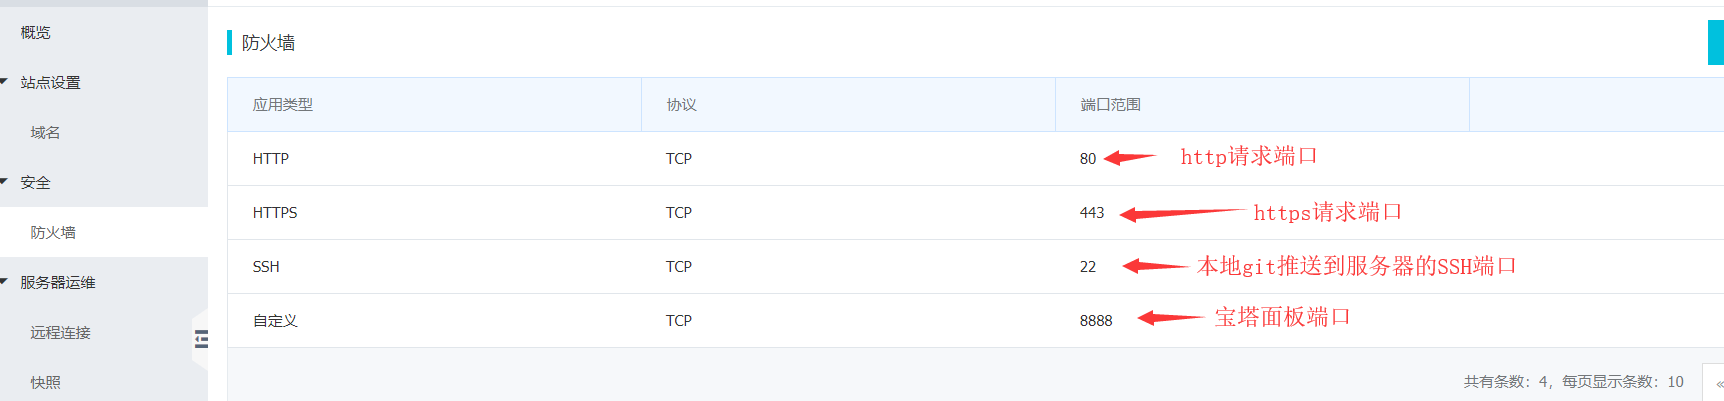 概览
站点设置
域名
安全
防火墙
服务器运维
远程连接
快照
防火墙
应用类型 协议 端口范围
HTTP TCP 80 http请求端口
HTTPS TCP 443 https请求端口
SSH TCP 22 本地git推送到服务器的SSH端口
自定义 TCP 8888 宝塔面板端口
共有条数：4，每页显示条数：10 «